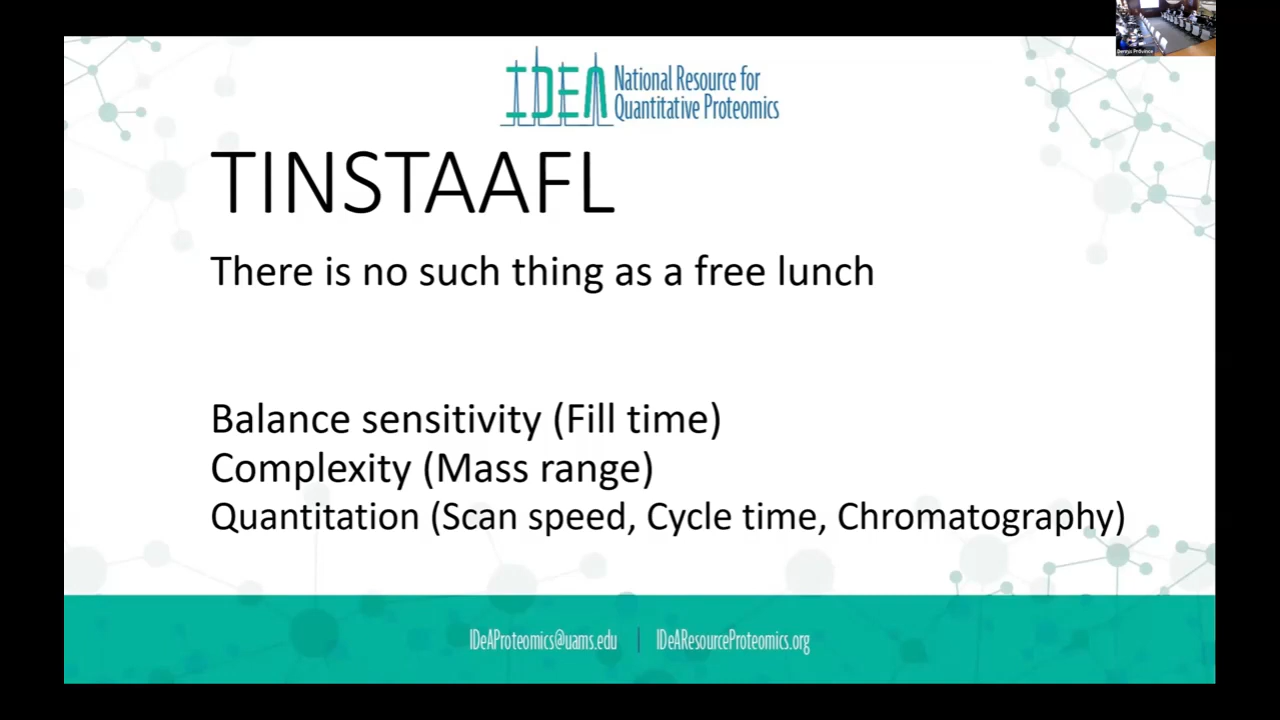 IDEA National Resource for
Quantitative Proteomics
TINSTAAFL
There is no such thing as a free lunch
Balance sensitivity (Fill time)
Complexity (Mass range)
Quantitation (Scan speed, Cycle time, Chromatography)
IDeAProteomics@uams.edu | IDeAResourceProteomics.org